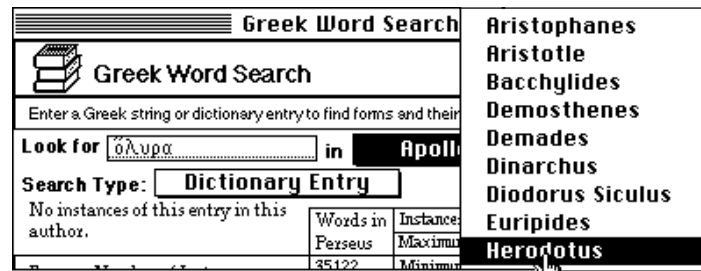 Greek Word Search
Greek Word Search
Enter a Greek string or dictionary entry to find forms and their
Look for ὄλυρα in Apoll
Search Type: Dictionary Entry
No instances of this entry in this
author.
Words in
Perseus
35122
Instance
Maximu
Minimum
Aristophanes
Aristotle
Bacchylides
Demosthenes
Demades
Dinarchus
Diodorus Siculus
Euripides
Herodotus